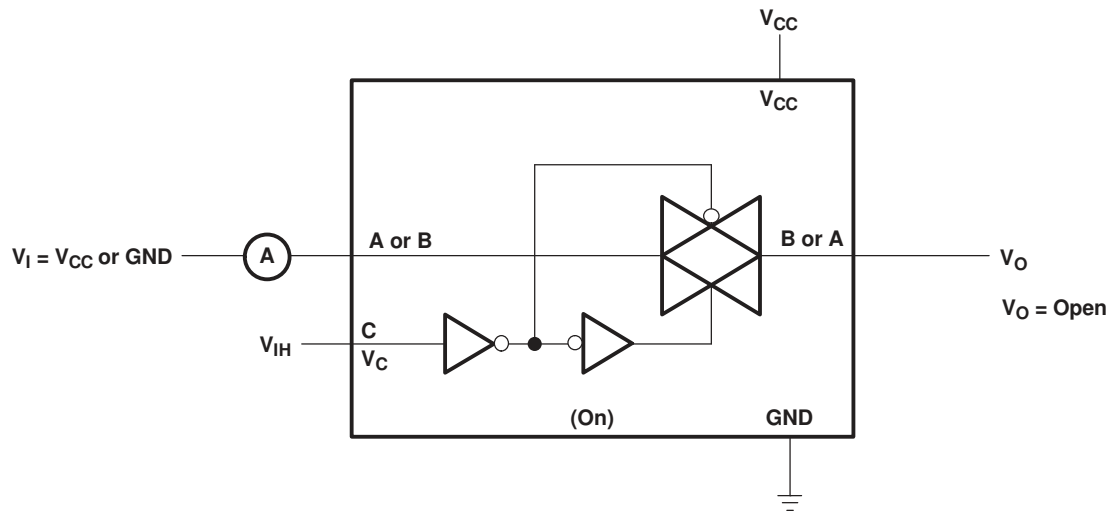 VCC
VCC
VI = VCC or GND
A
A or B
B or A
VO
VO = Open
VIH
C
VC
(On)
GND